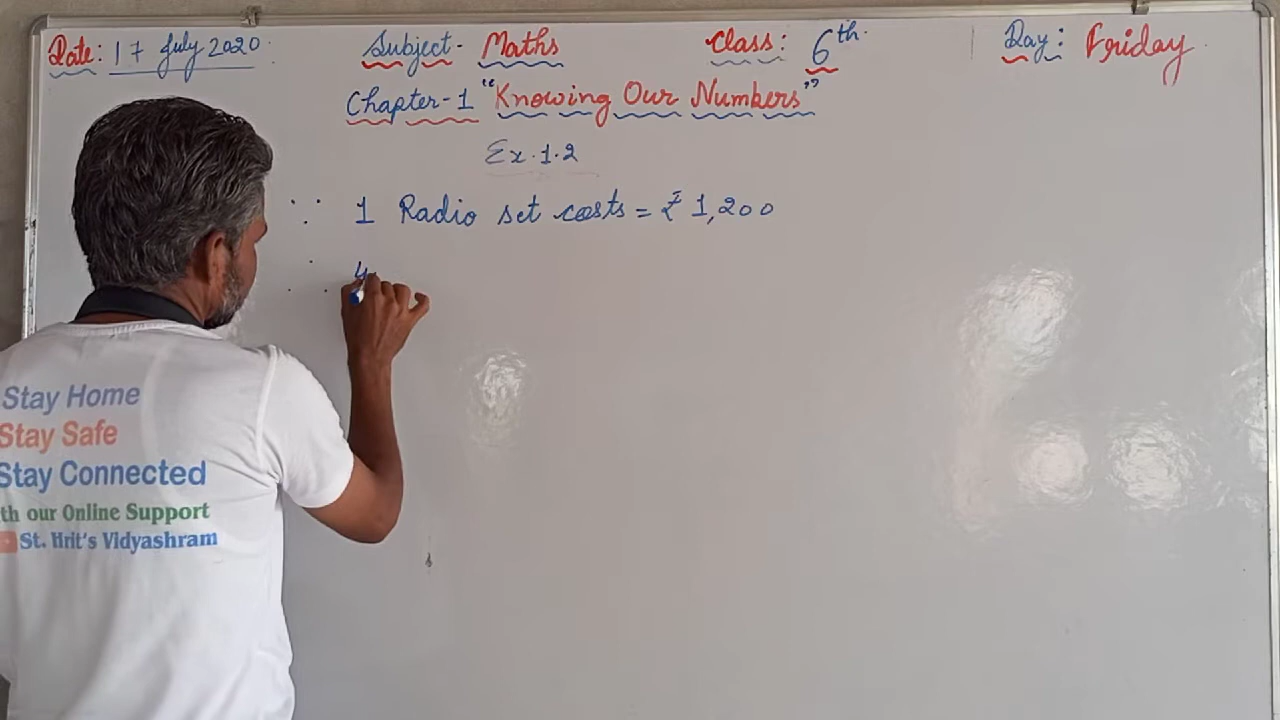 Date: 17 July 2020 Subject- Maths Class: 6th Day: Friday
Chapter-1 "Knowing Our Numbers"
Ex.1.2
∵ 1 Radio set costs = ₹ 1,200
∴ 4
Stay Home
Stay Safe
Stay Connected
th our Online Support
St. Hrit's Vidyashram